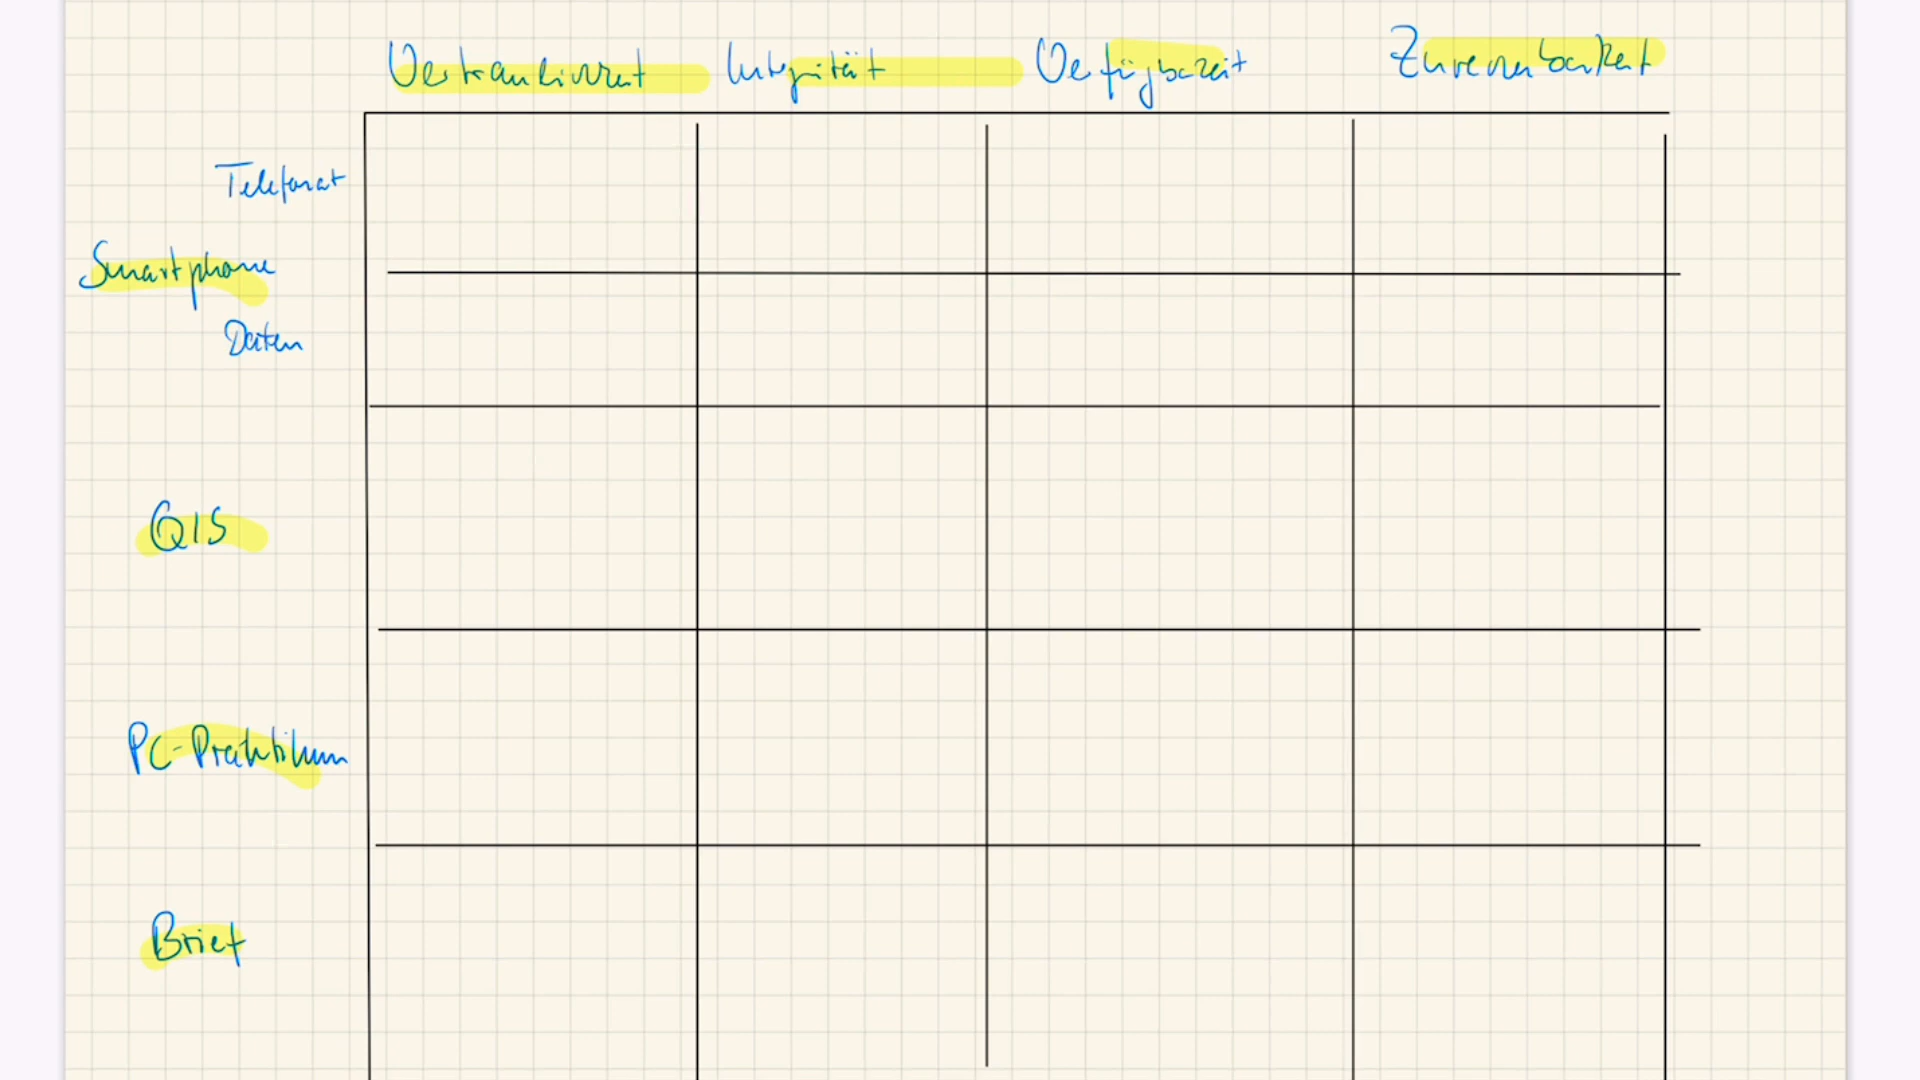 Vertraulichkeit Integrität Verfügbarkeit Zurechenbarkeit
Telefonat
Smartphone
Daten
QIS
PC-Praktikum
Brief